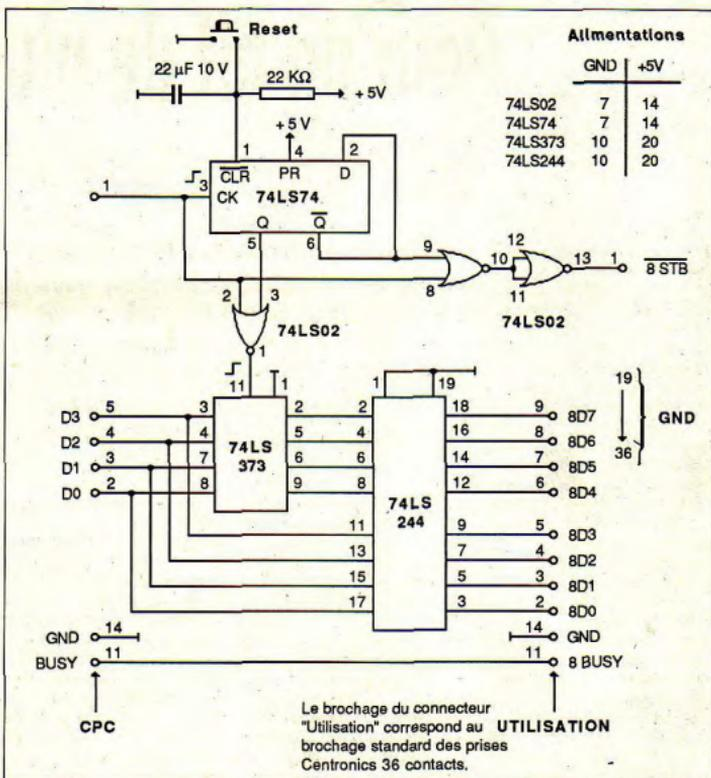 Reset
Alimentations
GND +5V
74LS02 7 14
74LS74 7 14
74LS373 10 20
74LS244 10 20
22 µF 10 V
22 KΩ
+5V
+5 V
1 4 2
CLR PR D
1
3
CK
74LS74
Q Q
5 6
9
8
10
12
11
13
1
8 STB
74LS02
2 3
74LS02
1
11 1
1 19
D3 5 3 2 2 18 9 8D7
D2 4 4 5 4 16 8 8D6
D1 3 7 6 6 14 7 8D5
D0 2 8 9 8 12 6 8D4
74LS
373
74LS
244
11 9 5 8D3
13 7 4 8D2
15 5 3 8D1
17 3 2 8D0
19
36
GND
GND 14 14 GND
BUSY 11 11 8 BUSY
CPC
UTILISATION
Le brochage du connecteur
"Utilisation" correspond au
brochage standard des prises
Centronics 36 contacts.